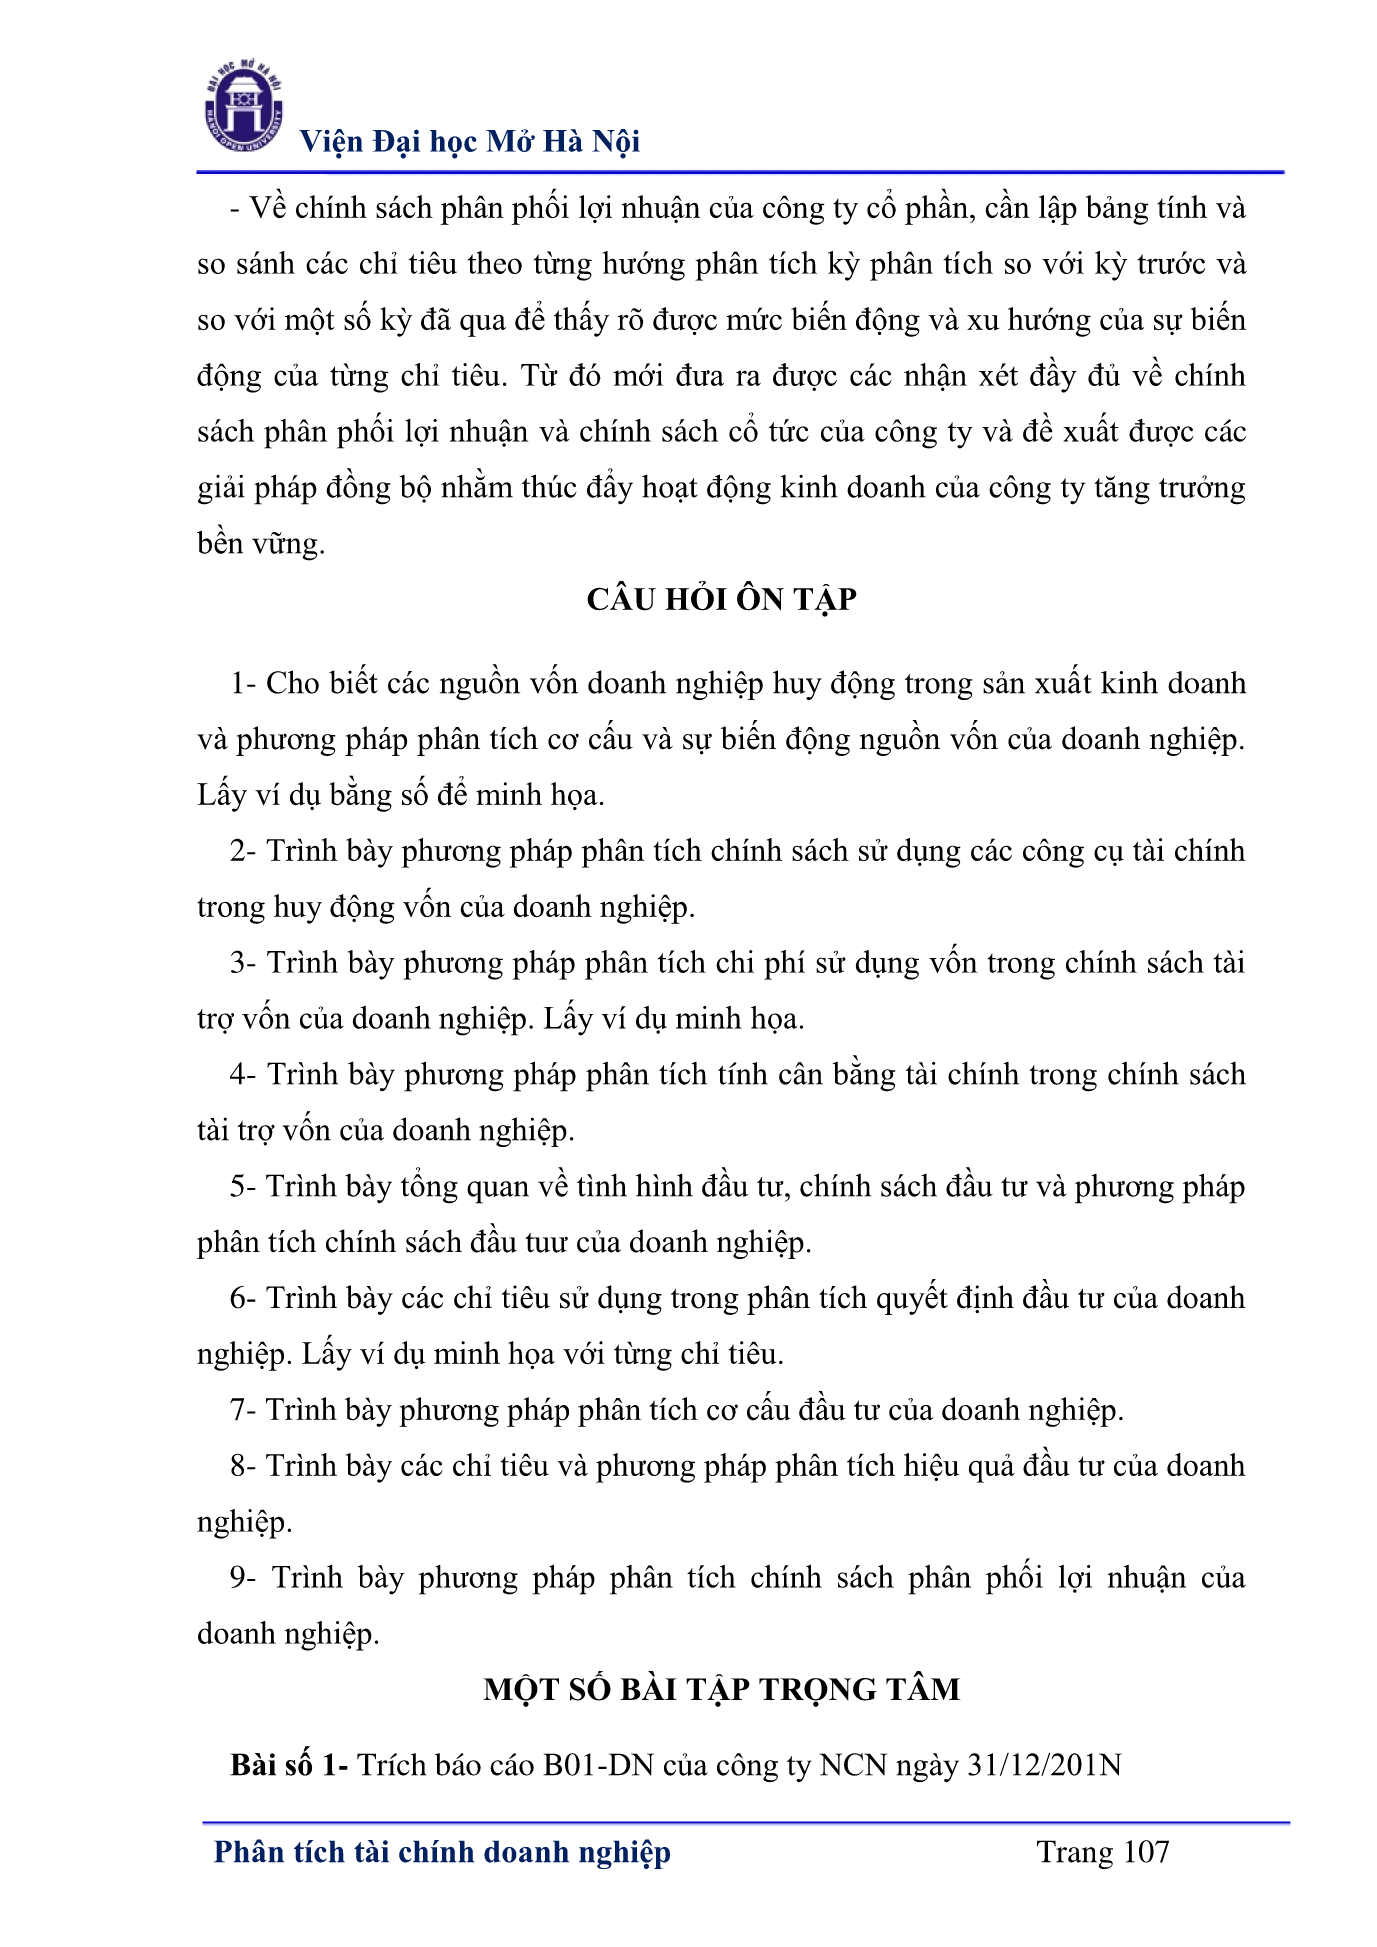 ĐẠI HỌC MỞ HÀ NỘI
HANOI OPEN UNIVERSITY
Viện Đại học Mở Hà Nội
- Về chính sách phân phối lợi nhuận của công ty cổ phần, cần lập bảng tính và
so sánh các chỉ tiêu theo từng hướng phân tích kỳ phân tích so với kỳ trước và
so với một số kỳ đã qua để thấy rõ được mức biến động và xu hướng của sự biến
động của từng chỉ tiêu. Từ đó mới đưa ra được các nhận xét đầy đủ về chính
sách phân phối lợi nhuận và chính sách cổ tức của công ty và đề xuất được các
giải pháp đồng bộ nhằm thúc đẩy hoạt động kinh doanh của công ty tăng trưởng
bền vững.
CÂU HỎI ÔN TẬP
1- Cho biết các nguồn vốn doanh nghiệp huy động trong sản xuất kinh doanh
và phương pháp phân tích cơ cấu và sự biến động nguồn vốn của doanh nghiệp.
Lấy ví dụ bằng số để minh họa.
2- Trình bày phương pháp phân tích chính sách sử dụng các công cụ tài chính
trong huy động vốn của doanh nghiệp.
3- Trình bày phương pháp phân tích chi phí sử dụng vốn trong chính sách tài
trợ vốn của doanh nghiệp. Lấy ví dụ minh họa.
4- Trình bày phương pháp phân tích tính cân bằng tài chính trong chính sách
tài trợ vốn của doanh nghiệp.
5- Trình bày tổng quan về tình hình đầu tư, chính sách đầu tư và phương pháp
phân tích chính sách đầu tuư của doanh nghiệp.
6- Trình bày các chỉ tiêu sử dụng trong phân tích quyết định đầu tư của doanh
nghiệp. Lấy ví dụ minh họa với từng chỉ tiêu.
7- Trình bày phương pháp phân tích cơ cấu đầu tư của doanh nghiệp.
8- Trình bày các chỉ tiêu và phương pháp phân tích hiệu quả đầu tư của doanh
nghiệp.
9- Trình bày phương pháp phân tích chính sách phân phối lợi nhuận của
doanh nghiệp.
MỘT SỐ BÀI TẬP TRỌNG TÂM
Bài số 1- Trích báo cáo B01-DN của công ty NCN ngày 31/12/201N
Phân tích tài chính doanh nghiệp Trang 107